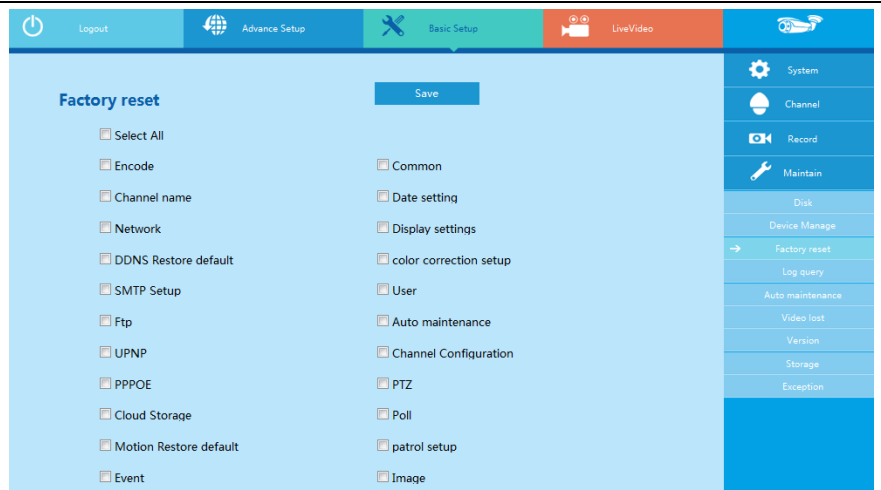 Logout
Advance Setup
Basic Setup
LiveVideo
Factory reset
Save
Select All
Encode
Common
Channel name
Date setting
Network
Display settings
DDNS Restore default
color correction setup
SMTP Setup
User
Ftp
Auto maintenance
UPNP
Channel Configuration
PPPOE
PTZ
Cloud Storage
Poll
Motion Restore default
patrol setup
Event
Image
System
Channel
Record
Maintain
Disk
Device Manage
Factory reset
Log query
Auto maintenance
Video lost
Version
Storage
Exception